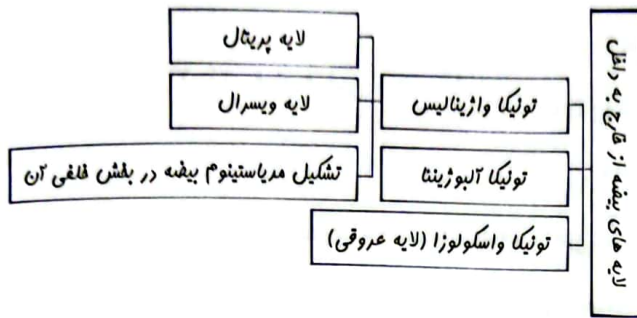 لایه های بیضه از خارج به داخل
تونیکا واژینالیس
لایه پریتال
لایه ویسرال
تونیکا آلبوژیننا
تشکیل مدیاستینوم بیضه در بخش خلفی آن
تونیکا واسکولوزا (لایه عروقی)